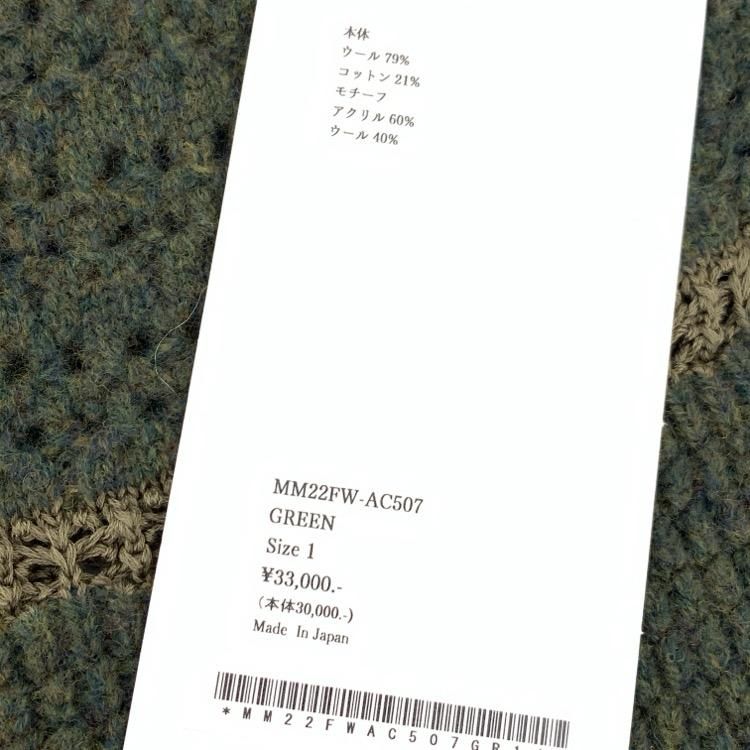 本体
ウール 79%
コットン 21%
モチーフ
アクリル 60%
ウール 40%
MM22FW-AC507
GREEN
Size 1
¥33,000.-
(本体30,000.-)
Made In Japan
*MM22FWAC507GR1